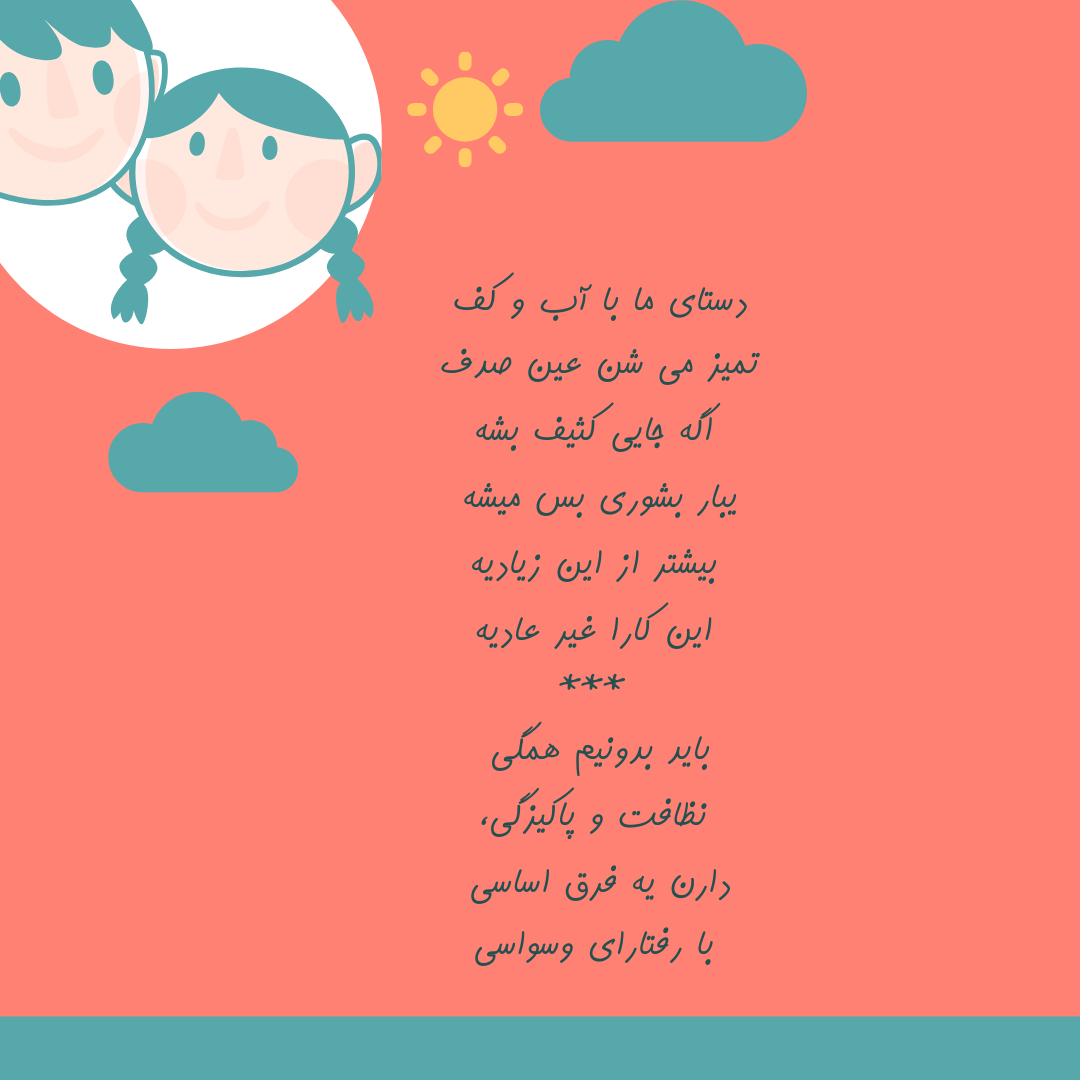 دستای ما با آب و کف
تمیز می شن عین صدف
اگه جایی کثیف بشه
یبار بشوری بس میشه
بیشتر از این زیادیه
این کارا غیر عادیه
***
باید بدونیم همگی
نظافت و پاکیزگی،
دارن یه فرق اساسی
با رفتارای وسواسی